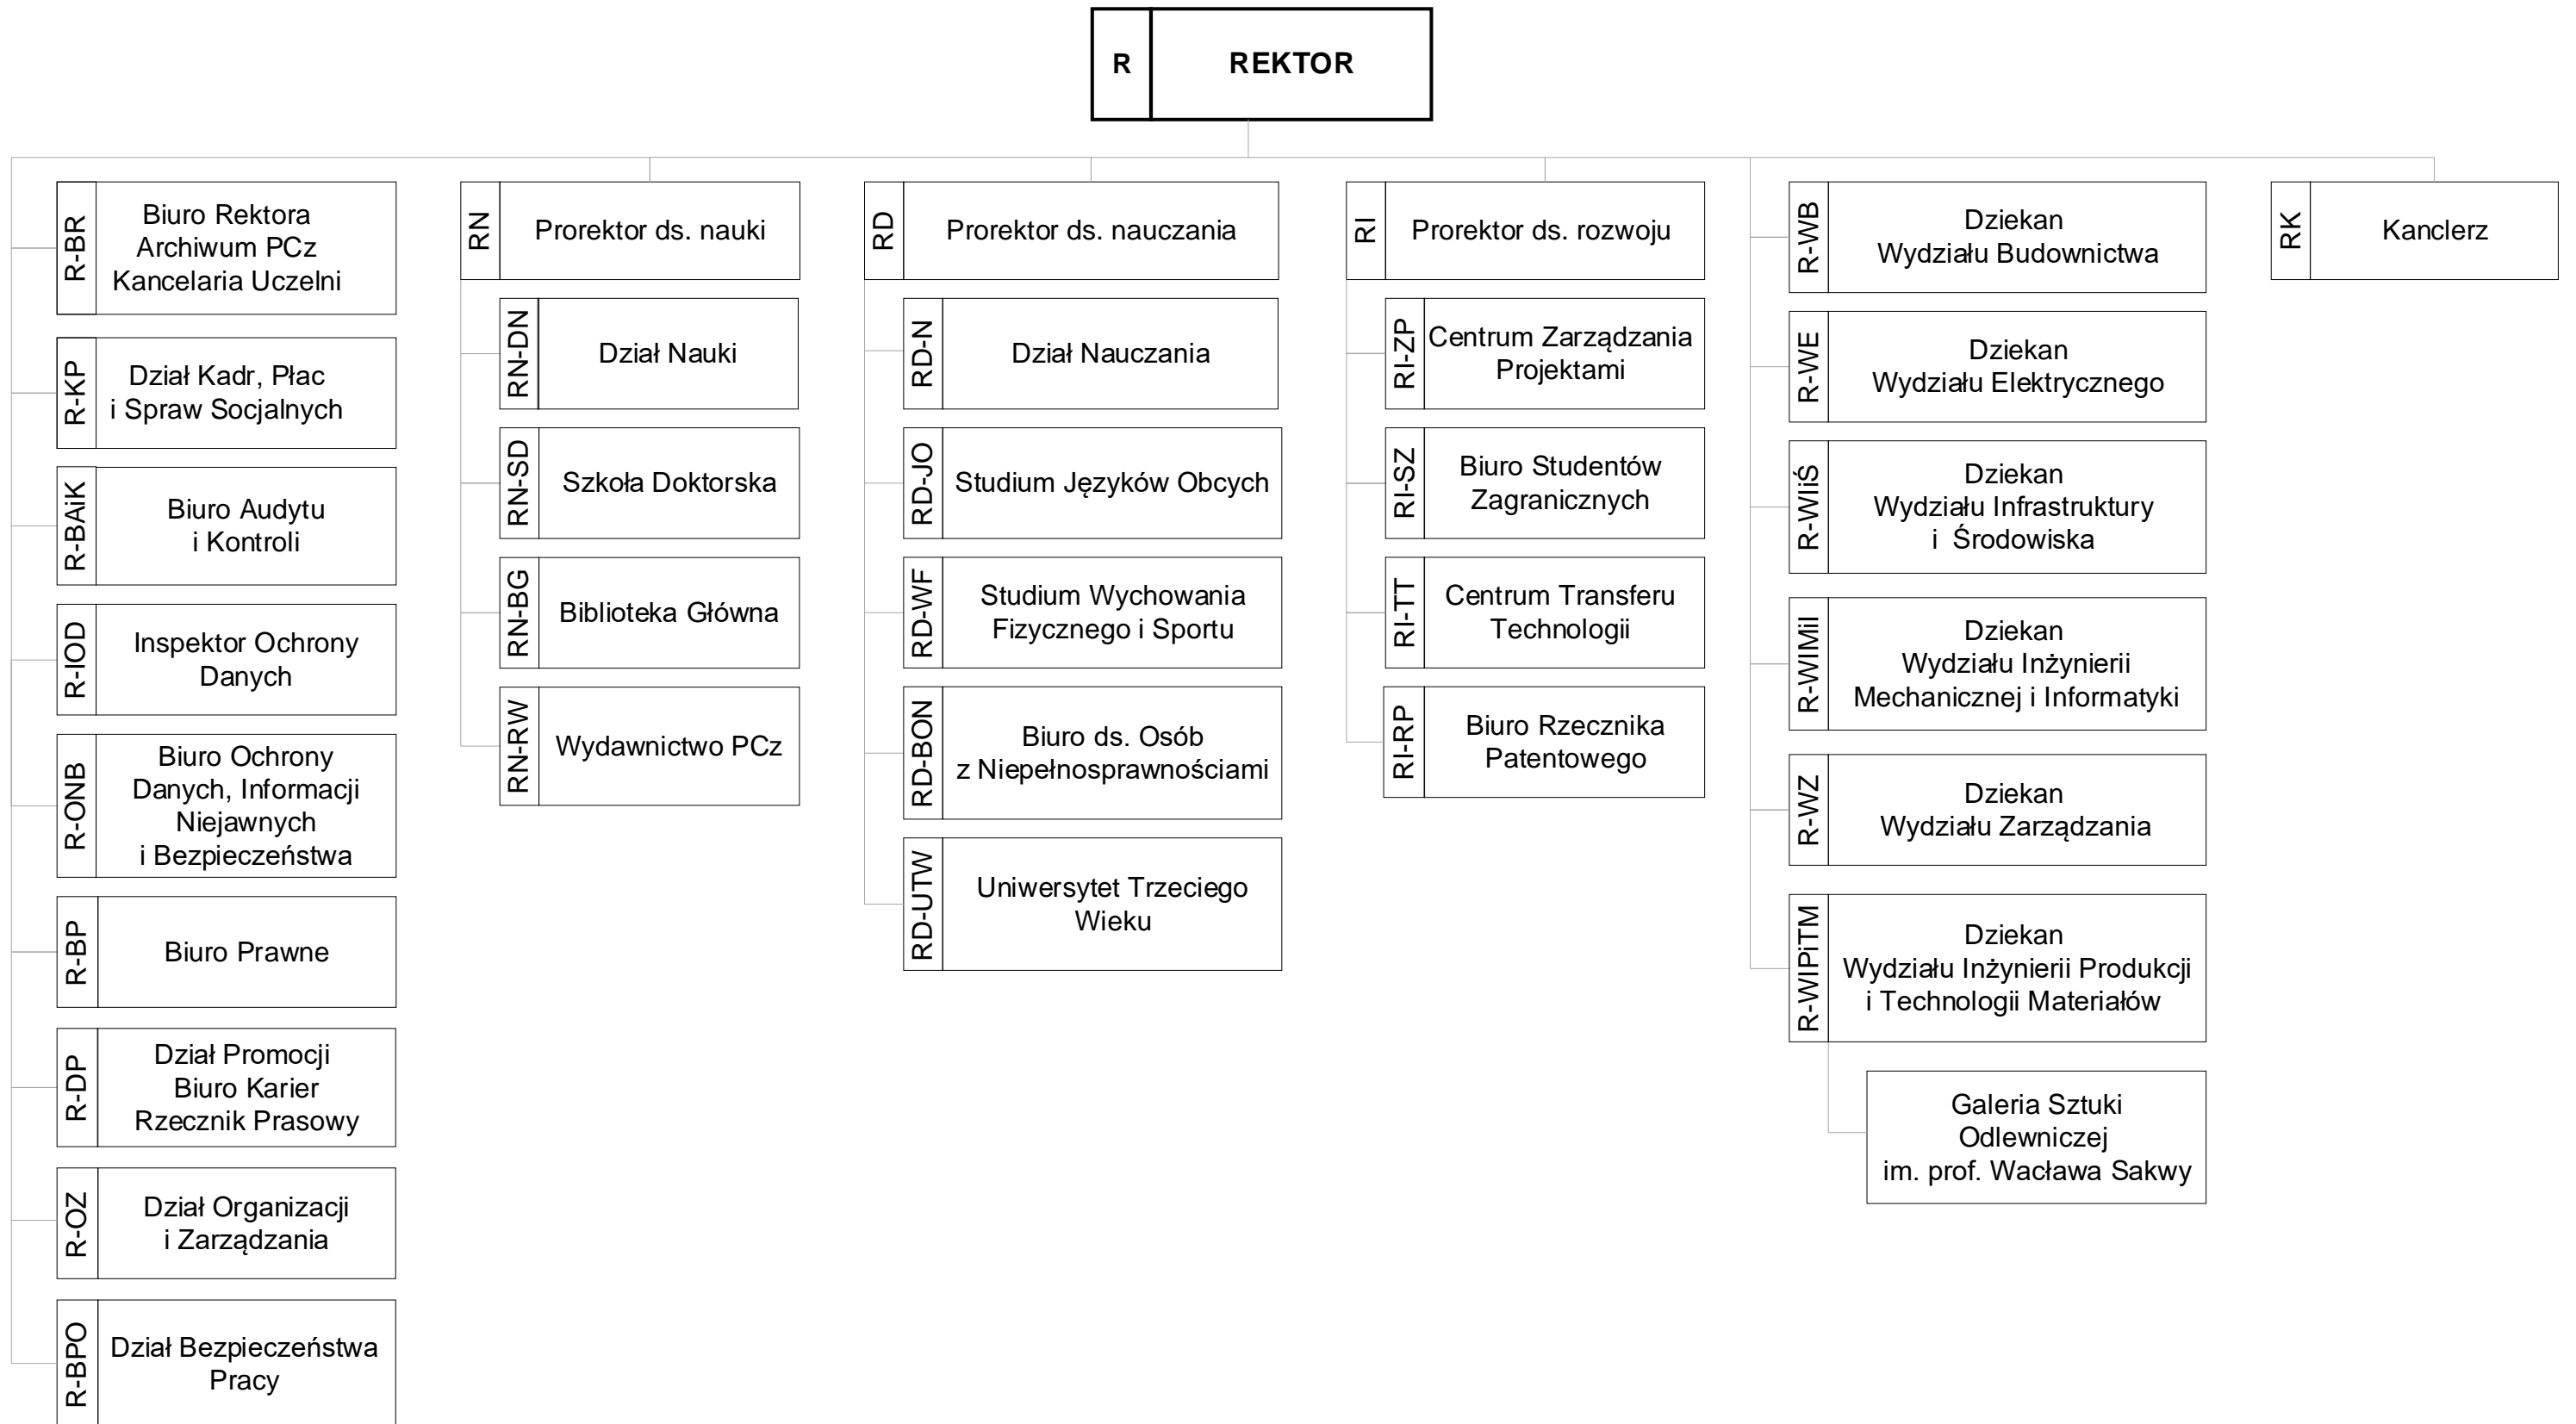 R
REKTOR
R-BR
Biuro Rektora
Archiwum PCz
Kancelaria Uczelni
R-KP
Dział Kadr, Płac
i Spraw Socjalnych
R-BAiK
Biuro Audytu
i Kontroli
R-IOD
Inspektor Ochrony
Danych
R-ONB
Biuro Ochrony
Danych, Informacji
Niejawnych
i Bezpieczeństwa
R-BP
Biuro Prawne
R-DP
Dział Promocji
Biuro Karier
Rzecznik Prasowy
R-OZ
Dział Organizacji
i Zarządzania
R-BPO
Dział Bezpieczeństwa
Pracy
RN
Prorektor ds. nauki
RN-DN
Dział Nauki
RN-SD
Szkoła Doktorska
RN-BG
Biblioteka Główna
RN-RW
Wydawnictwo PCz
RD
Prorektor ds. nauczania
RD-N
Dział Nauczania
RD-JO
Studium Języków Obcych
RD-WF
Studium Wychowania
Fizycznego i Sportu
RD-BON
Biuro ds. Osób
z Niepełnosprawnościami
RD-UTW
Uniwersytet Trzeciego
Wieku
RI
Prorektor ds. rozwoju
RI-ZP
Centrum Zarządzania
Projektami
RI-SZ
Biuro Studentów
Zagranicznych
RI-TT
Centrum Transferu
Technologii
RI-RP
Biuro Rzecznika
Patentowego
R-WB
Dziekan
Wydziału Budownictwa
R-WE
Dziekan
Wydziału Elektrycznego
R-WIiŚ
Dziekan
Wydziału Infrastruktury
i Środowiska
R-WIMiI
Dziekan
Wydziału Inżynierii
Mechanicznej i Informatyki
R-WZ
Dziekan
Wydziału Zarządzania
R-WIPiTM
Dziekan
Wydziału Inżynierii Produkcji
i Technologii Materiałów
Galeria Sztuki
Odlewniczej
im. prof. Wacława Sakwy
RK
Kanclerz